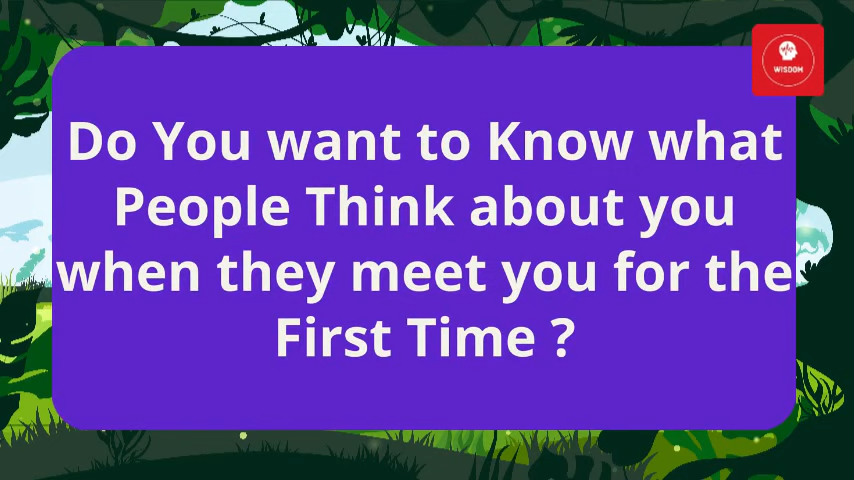 WISDOM
Do You want to Know what
People Think about you
when they meet you for the
First Time ?